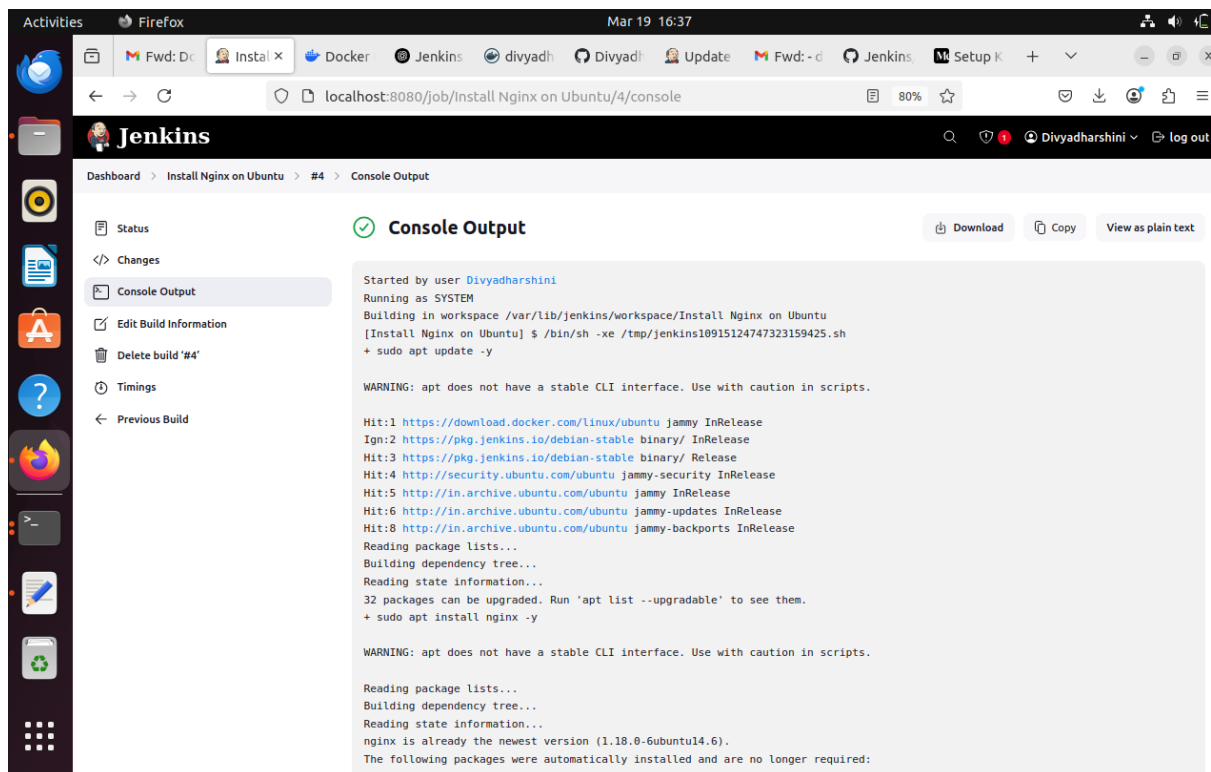 Activities
Firefox
Mar 19 16:37
Fwd: Do
Instal
Docker
Jenkins
divyadh
Divyadh
Update
Fwd: - d
Jenkins,
Setup K
localhost:8080/job/Install Nginx on Ubuntu/4/console
80%
Jenkins
1
Divyadharshini
log out
Dashboard > Install Nginx on Ubuntu > #4 > Console Output
Status
Changes
Console Output
Edit Build Information
Delete build '#4'
Timings
Previous Build
Console Output
Download
Copy
View as plain text
Started by user Divyadharshini
Running as SYSTEM
Building in workspace /var/lib/jenkins/workspace/Install Nginx on Ubuntu
[Install Nginx on Ubuntu] $ /bin/sh -xe /tmp/jenkins10915124747323159425.sh
+ sudo apt update -y
WARNING: apt does not have a stable CLI interface. Use with caution in scripts.
Hit:1 https://download.docker.com/linux/ubuntu jammy InRelease
Ign:2 https://pkg.jenkins.io/debian-stable binary/ InRelease
Hit:3 https://pkg.jenkins.io/debian-stable binary/ Release
Hit:4 http://security.ubuntu.com/ubuntu jammy-security InRelease
Hit:5 http://in.archive.ubuntu.com/ubuntu jammy InRelease
Hit:6 http://in.archive.ubuntu.com/ubuntu jammy-updates InRelease
Hit:8 http://in.archive.ubuntu.com/ubuntu jammy-backports InRelease
Reading package lists...
Building dependency tree...
Reading state information...
32 packages can be upgraded. Run 'apt list --upgradable' to see them.
+ sudo apt install nginx -y
WARNING: apt does not have a stable CLI interface. Use with caution in scripts.
Reading package lists...
Building dependency tree...
Reading state information...
nginx is already the newest version (1.18.0-6ubuntu14.6).
The following packages were automatically installed and are no longer required: